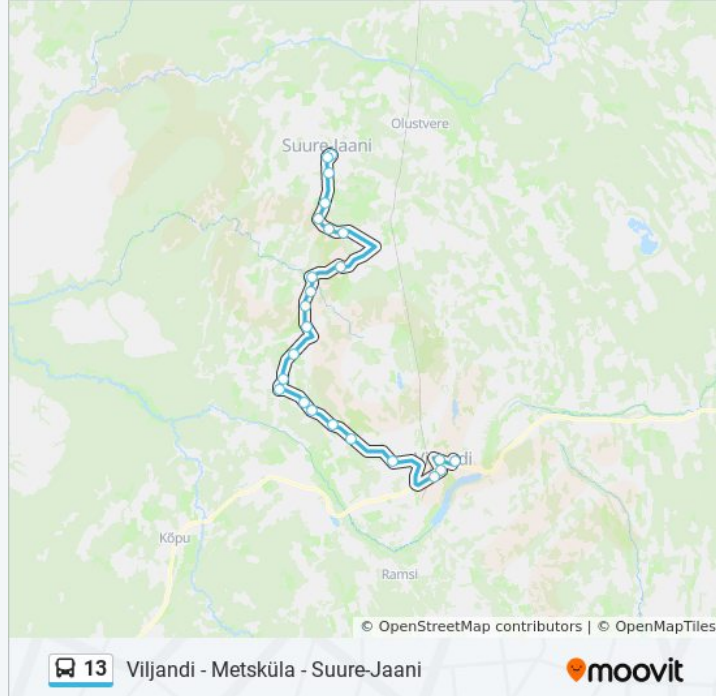 Olustvere
Suure-Jaani
Viljandi
Kõpu
Ramsi
© OpenStreetMap contributors | © OpenMapTiles
13 Viljandi - Metsküla - Suure-Jaani
moovit